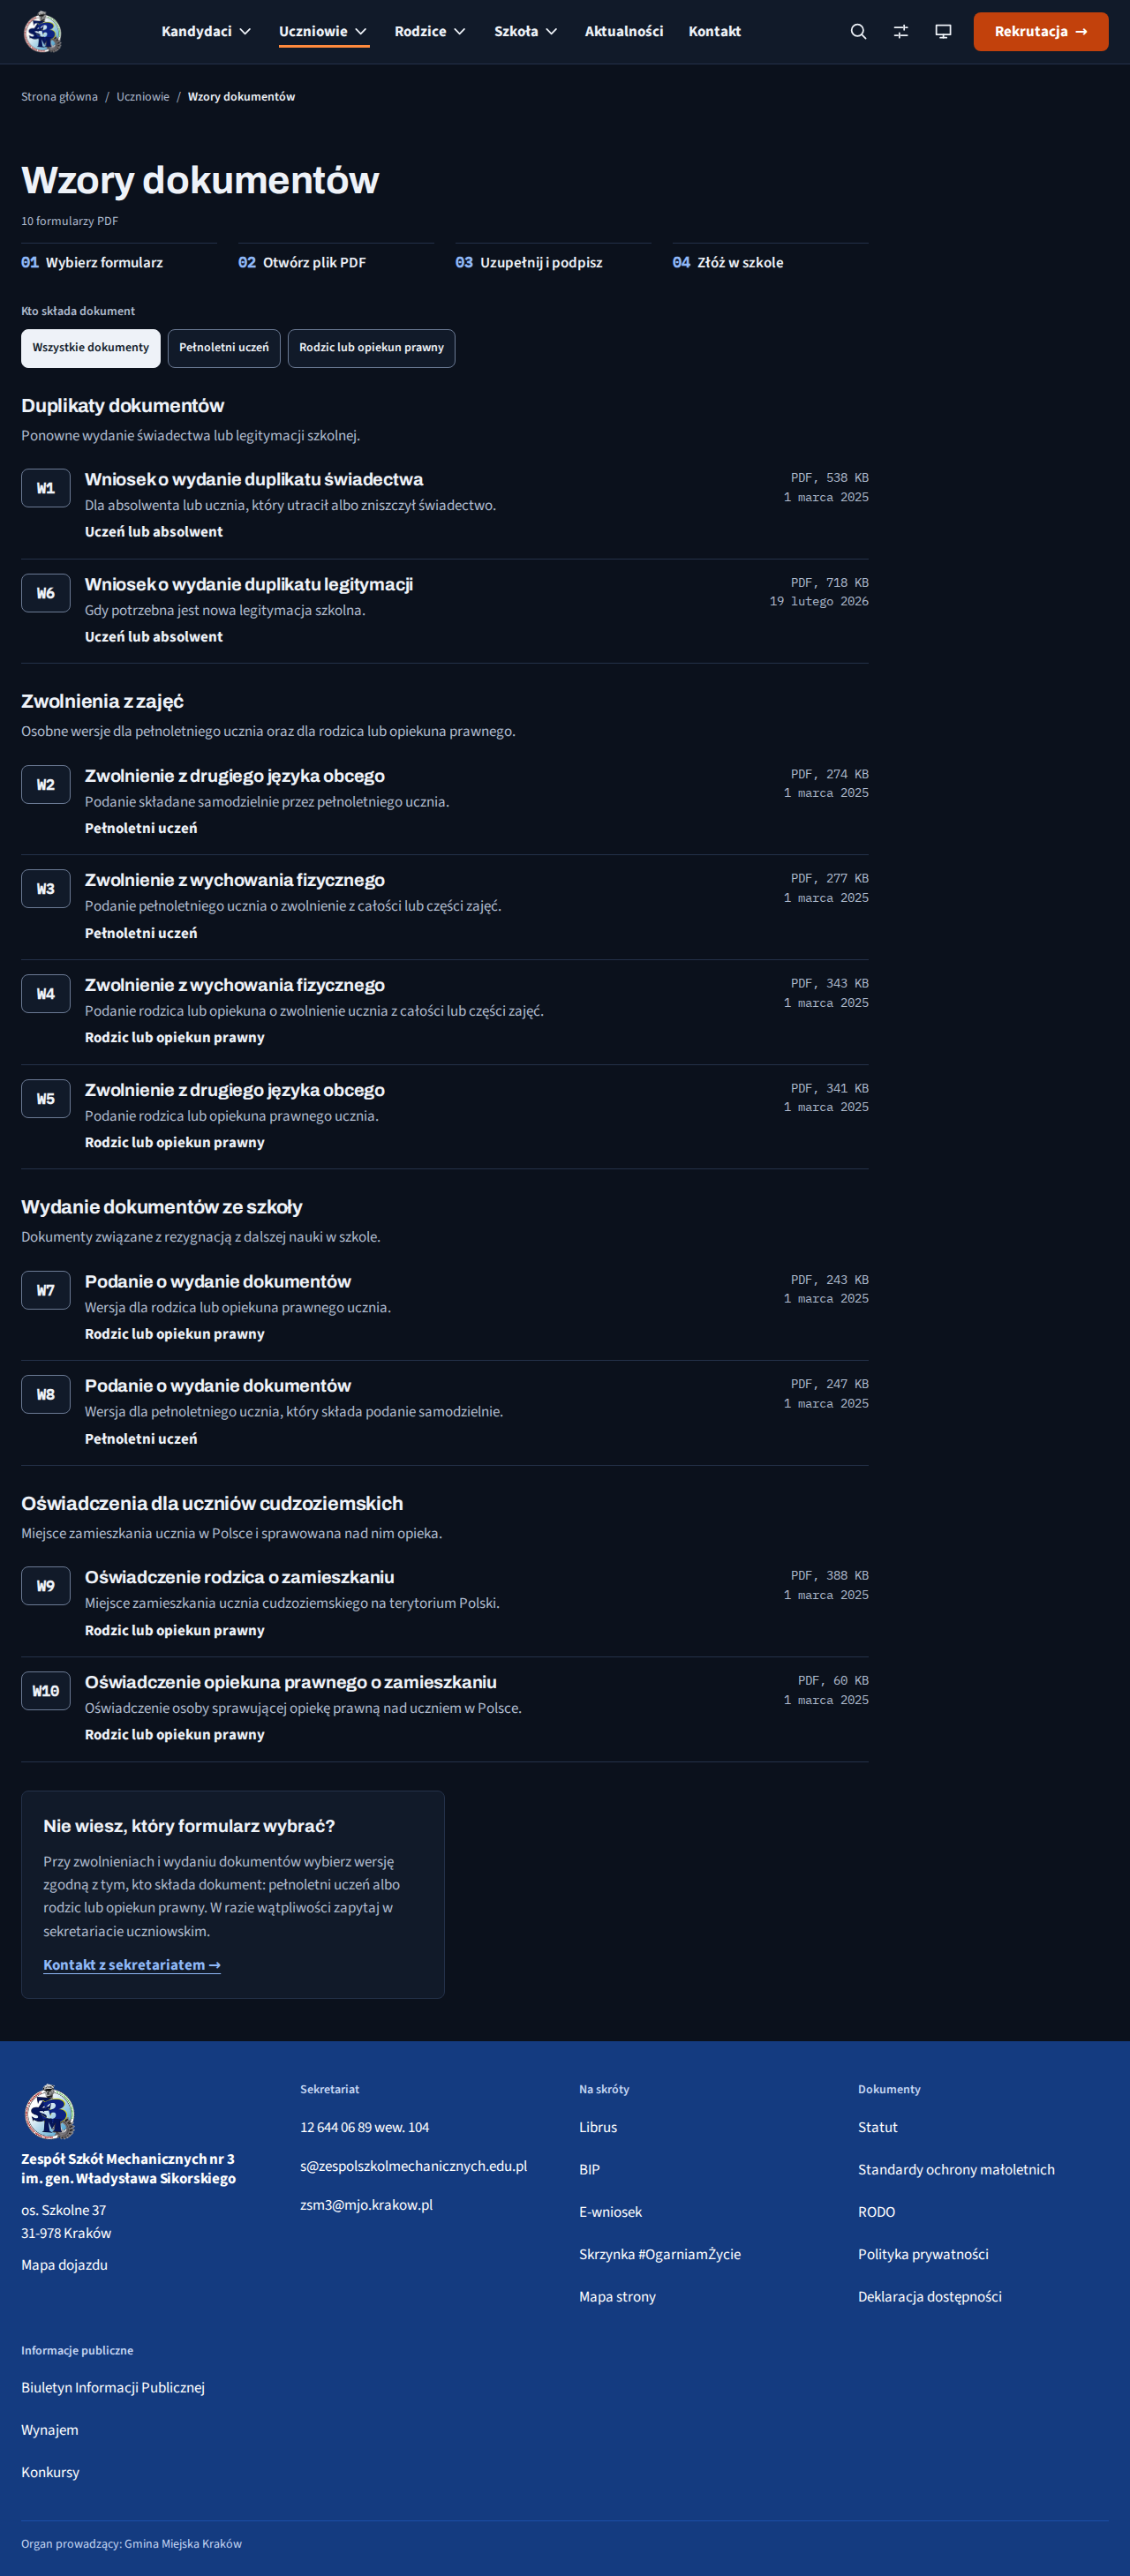 Kandydaci
Uczniowie
Rodzice
Szkoła
Aktualności
Kontakt
Rekrutacja →
Strona główna / Uczniowie / Wzory dokumentów
Wzory dokumentów
10 formularzy PDF
01 Wybierz formularz
02 Otwórz plik PDF
03 Uzupełnij i podpisz
04 Złóż w szkole
Kto składa dokument
Wszystkie dokumenty
Pełnoletni uczeń
Rodzic lub opiekun prawny
Duplikaty dokumentów
Ponowne wydanie świadectwa lub legitymacji szkolnej.
W1
Wniosek o wydanie duplikatu świadectwa
Dla absolwenta lub ucznia, który utracił albo zniszczył świadectwo.
Uczeń lub absolwent
PDF, 538 KB
1 marca 2025
W6
Wniosek o wydanie duplikatu legitymacji
Gdy potrzebna jest nowa legitymacja szkolna.
Uczeń lub absolwent
PDF, 718 KB
19 lutego 2026
Zwolnienia z zajęć
Osobne wersje dla pełnoletniego ucznia oraz dla rodzica lub opiekuna prawnego.
W2
Zwolnienie z drugiego języka obcego
Podanie składane samodzielnie przez pełnoletniego ucznia.
Pełnoletni uczeń
PDF, 274 KB
1 marca 2025
W3
Zwolnienie z wychowania fizycznego
Podanie pełnoletniego ucznia o zwolnienie z całości lub części zajęć.
Pełnoletni uczeń
PDF, 277 KB
1 marca 2025
W4
Zwolnienie z wychowania fizycznego
Podanie rodzica lub opiekuna o zwolnienie ucznia z całości lub części zajęć.
Rodzic lub opiekun prawny
PDF, 343 KB
1 marca 2025
W5
Zwolnienie z drugiego języka obcego
Podanie rodzica lub opiekuna prawnego ucznia.
Rodzic lub opiekun prawny
PDF, 341 KB
1 marca 2025
Wydanie dokumentów ze szkoły
Dokumenty związane z rezygnacją z dalszej nauki w szkole.
W7
Podanie o wydanie dokumentów
Wersja dla rodzica lub opiekuna prawnego ucznia.
Rodzic lub opiekun prawny
PDF, 243 KB
1 marca 2025
W8
Podanie o wydanie dokumentów
Wersja dla pełnoletniego ucznia, który składa podanie samodzielnie.
Pełnoletni uczeń
PDF, 247 KB
1 marca 2025
Oświadczenia dla uczniów cudzoziemskich
Miejsce zamieszkania ucznia w Polsce i sprawowana nad nim opieka.
W9
Oświadczenie rodzica o zamieszkaniu
Miejsce zamieszkania ucznia cudzoziemskiego na terytorium Polski.
Rodzic lub opiekun prawny
PDF, 388 KB
1 marca 2025
W10
Oświadczenie opiekuna prawnego o zamieszkaniu
Oświadczenie osoby sprawującej opiekę prawną nad uczniem w Polsce.
Rodzic lub opiekun prawny
PDF, 60 KB
1 marca 2025
Nie wiesz, który formularz wybrać?
Przy zwolnieniach i wydaniu dokumentów wybierz wersję
zgodną z tym, kto składa dokument: pełnoletni uczeń albo
rodzic lub opiekun prawny. W razie wątpliwości zapytaj w
sekretariacie uczniowskim.
Kontakt z sekretariatem →
Zespół Szkół Mechanicznych nr 3
im. gen. Władysława Sikorskiego
os. Szkolne 37
31-978 Kraków
Mapa dojazdu
Sekretariat
12 644 06 89 wew. 104
s@zespolszkolmechanicznych.edu.pl
zsm3@mjo.krakow.pl
Na skróty
Librus
BIP
E-wniosek
Skrzynka #OgarniamŻycie
Mapa strony
Dokumenty
Statut
Standardy ochrony małoletnich
RODO
Polityka prywatności
Deklaracja dostępności
Informacje publiczne
Biuletyn Informacji Publicznej
Wynajem
Konkursy
Organ prowadzący: Gmina Miejska Kraków